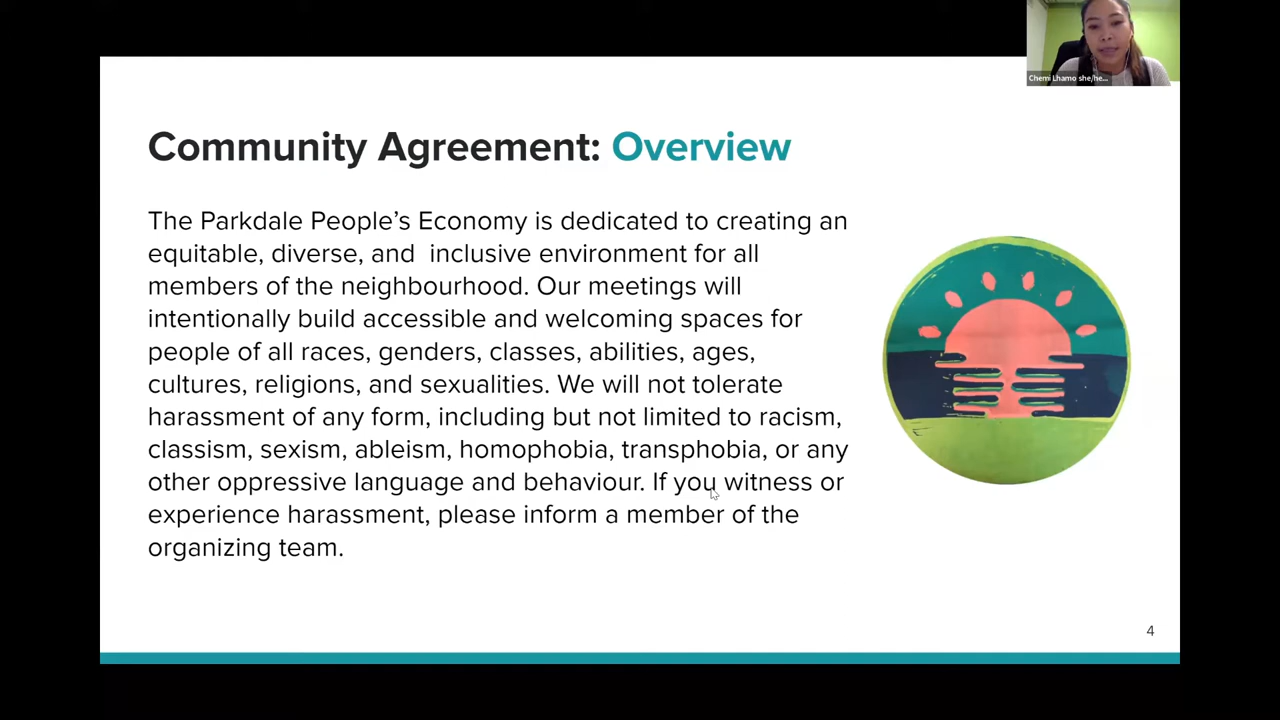 Chemi Lhamo she/he...
Community Agreement: Overview
The Parkdale People's Economy is dedicated to creating an
equitable, diverse, and  inclusive environment for all
members of the neighbourhood. Our meetings will
intentionally build accessible and welcoming spaces for
people of all races, genders, classes, abilities, ages,
cultures, religions, and sexualities. We will not tolerate
harassment of any form, including but not limited to racism,
classism, sexism, ableism, homophobia, transphobia, or any
other oppressive language and behaviour. If you witness or
experience harassment, please inform a member of the
organizing team.
4